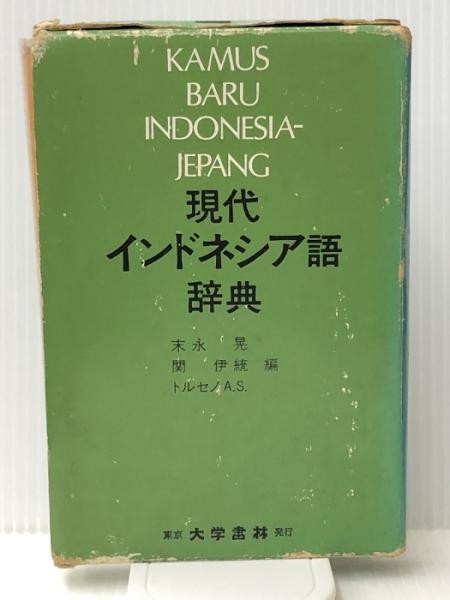 KAMUS
BARU
INDONESIA-
JEPANG
現代
インドネシア語
辞典
末永 晃
関 伊統 編
トルセノA.S.
東京 大学書林 発行